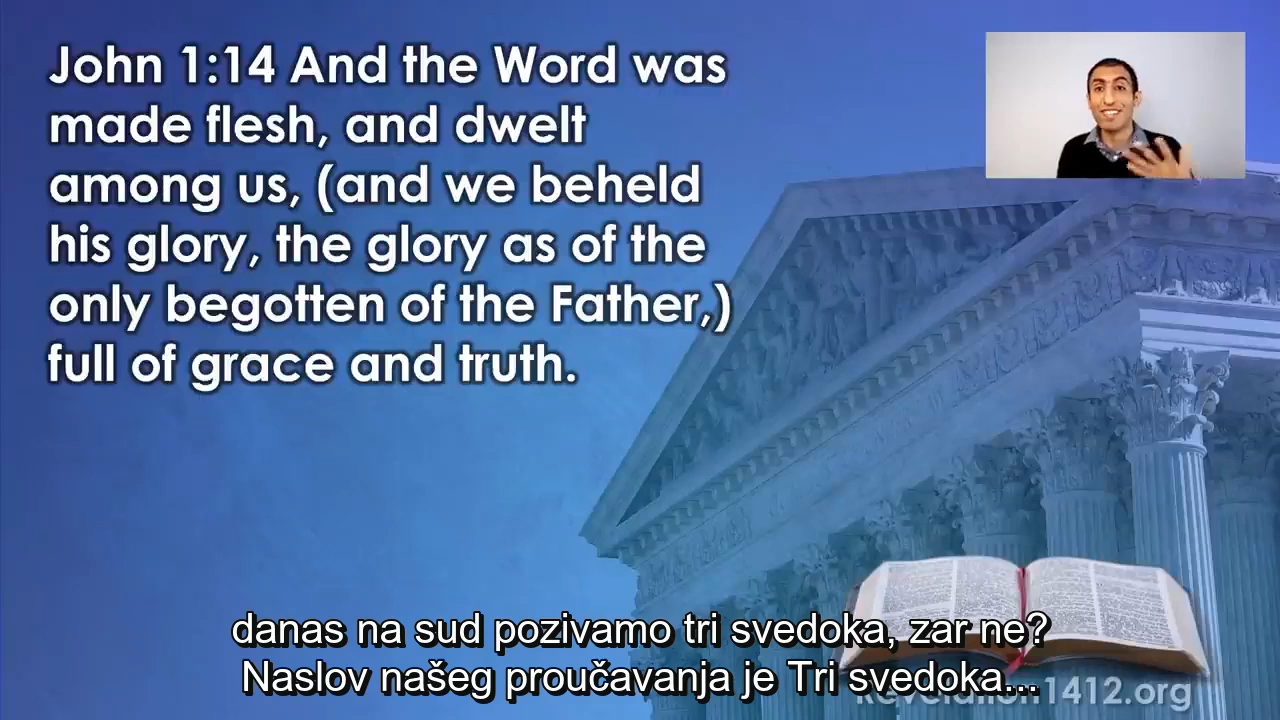 John 1:14 And the Word was
made flesh, and dwelt
among us, (and we beheld
his glory, the glory as of the
only begotten of the Father,)
full of grace and truth.
danas na sud pozivamo tri svedoka, zar ne?
Naslov našeg proučavanja je Tri svedoka...
Revelation1412.org